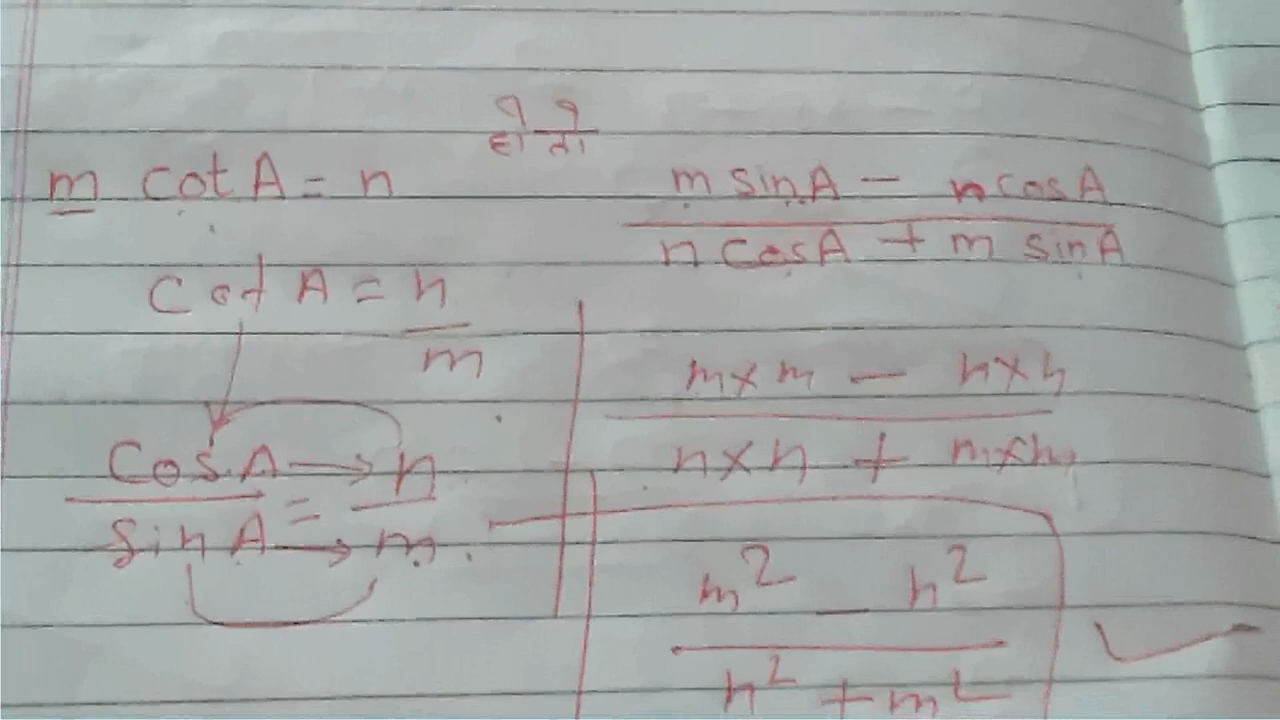 m cot A = n
m sin A - n cos A
n cos A + m sin A
cot A = n
m
m x m - n x n
n x n + m x m
cos A → n
=
sin A → m
m² - n²
n² + m²